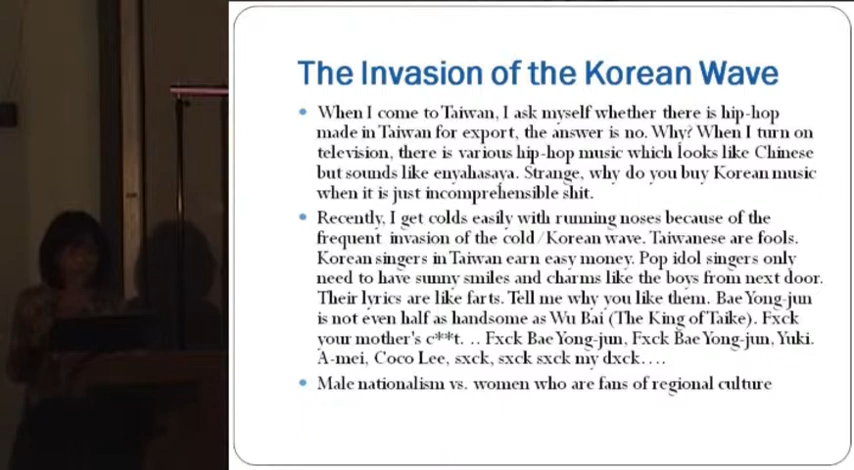 The Invasion of the Korean Wave
When I come to Taiwan, I ask myself whether there is hip-hop
made in Taiwan for export, the answer is no. Why? When I turn on
television, there is various hip-hop music which looks like Chinese
but sounds like enyahasaya. Strange, why do you buy Korean music
when it is just incomprehensible shit.
Recently, I get colds easily with running noses because of the
frequent invasion of the cold/Korean wave. Taiwanese are fools.
Korean singers in Taiwan earn easy money. Pop idol singers only
need to have sunny smiles and charms like the boys from next door.
Their lyrics are like farts. Tell me why you like them. Bae Yong-jun
is not even half as handsome as Wu Bai (The King of Taike). Fxck
your mother's c**t. .. Fxck Bae Yong-jun, Fxck Bae Yong-jun, Yuki.
A-mei, Coco Lee, sxck, sxck sxck my dxck....
Male nationalism vs. women who are fans of regional culture